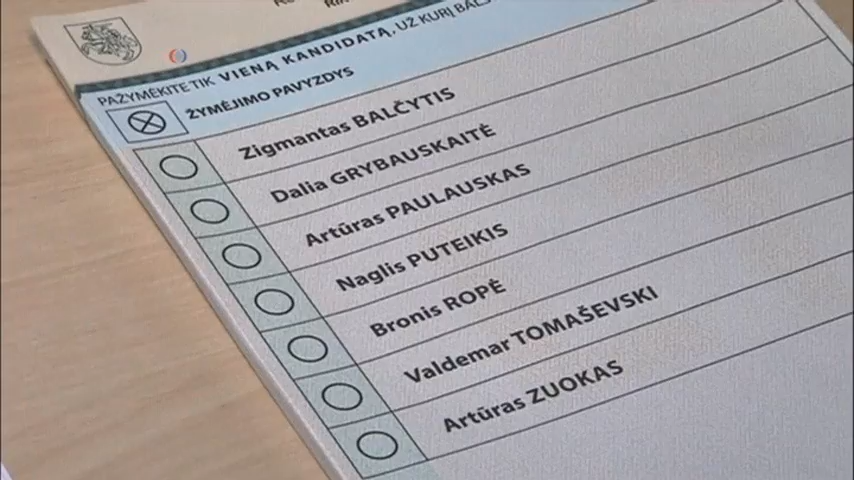 PAŽYMĖKITE TIK VIENĄ KANDIDATĄ, UŽ KURĮ
ŽYMĖJIMO PAVYZDYS
Zigmantas BALČYTIS
Dalia GRYBAUSKAITĖ
Artūras PAULAUSKAS
Naglis PUTEIKIS
Bronis ROPĖ
Valdemar TOMAŠEVSKI
Artūras ZUOKAS